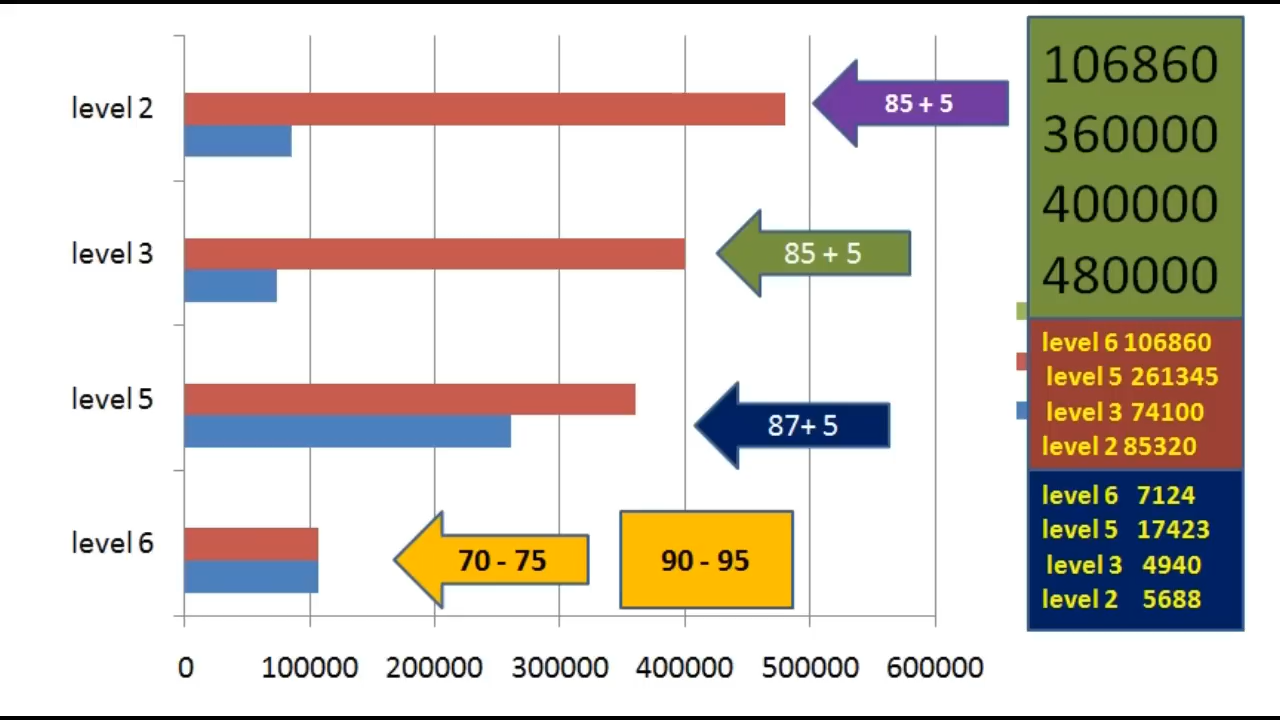 level 2
85 + 5
level 3
85 + 5
level 5
87+ 5
level 6
70 - 75
90 - 95
0 100000 200000 300000 400000 500000 600000
106860
360000
400000
480000
level 6 106860
level 5 261345
level 3 74100
level 2 85320
level 6 7124
level 5 17423
level 3 4940
level 2 5688